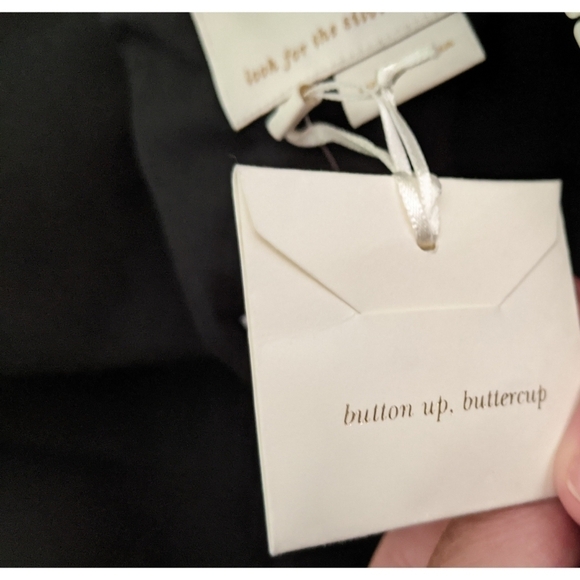 look for the
button up, buttercup